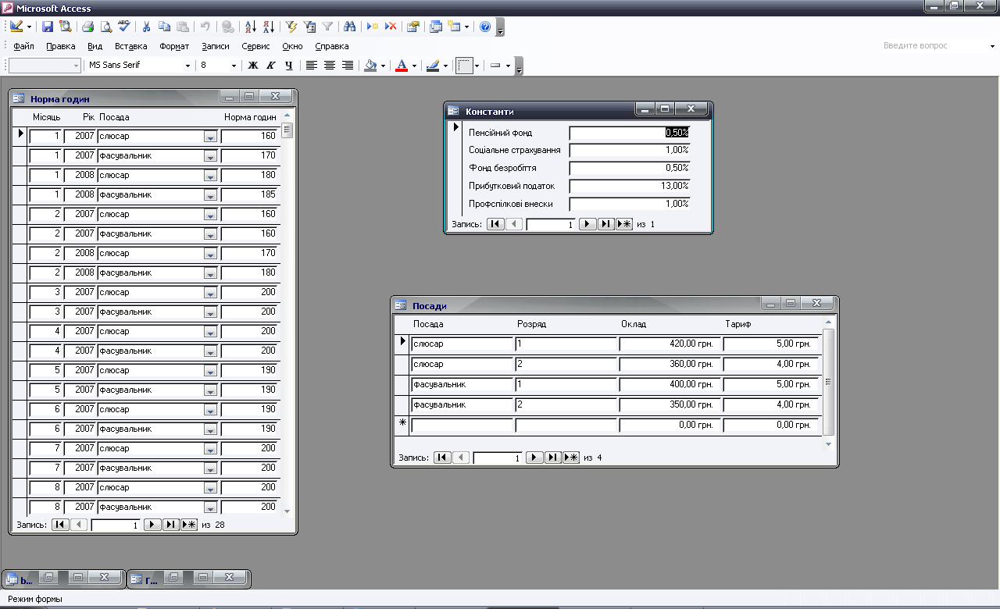 Microsoft Access
Файл Правка Вид Вставка Формат Записи Сервис Окно Справка
Введите вопрос
MS Sans Serif 8 Ж К Ч
Норма годин
Місяць Рік Посада Норма годин
1 2007 слюсар 160
1 2007 фасувальник 170
1 2008 слюсар 180
1 2008 фасувальник 185
2 2007 слюсар 160
2 2007 фасувальник 160
2 2008 слюсар 170
2 2008 фасувальник 180
3 2007 слюсар 200
3 2007 фасувальник 200
4 2007 слюсар 200
4 2007 фасувальник 200
5 2007 слюсар 190
5 2007 фасувальник 190
6 2007 слюсар 190
6 2007 фасувальник 190
7 2007 слюсар 200
7 2007 фасувальник 200
8 2007 слюсар 200
8 2007 фасувальник 200
Запись: 1 из 28
Константи
Пенсійний фонд 0,50%
Соціальне страхування 1,00%
Фонд безробіття 0,50%
Прибутковий податок 13,00%
Профспілкові внески 1,00%
Запись: 1 из 1
Посади
Посада Розряд Оклад Тариф
слюсар 1 420,00 грн. 5,00 грн.
слюсар 2 360,00 грн. 4,00 грн.
фасувальник 1 400,00 грн. 5,00 грн.
фасувальник 2 350,00 грн. 4,00 грн.
0,00 грн. 0,00 грн.
Запись: 1 из 4
b... Г...
Режим формы